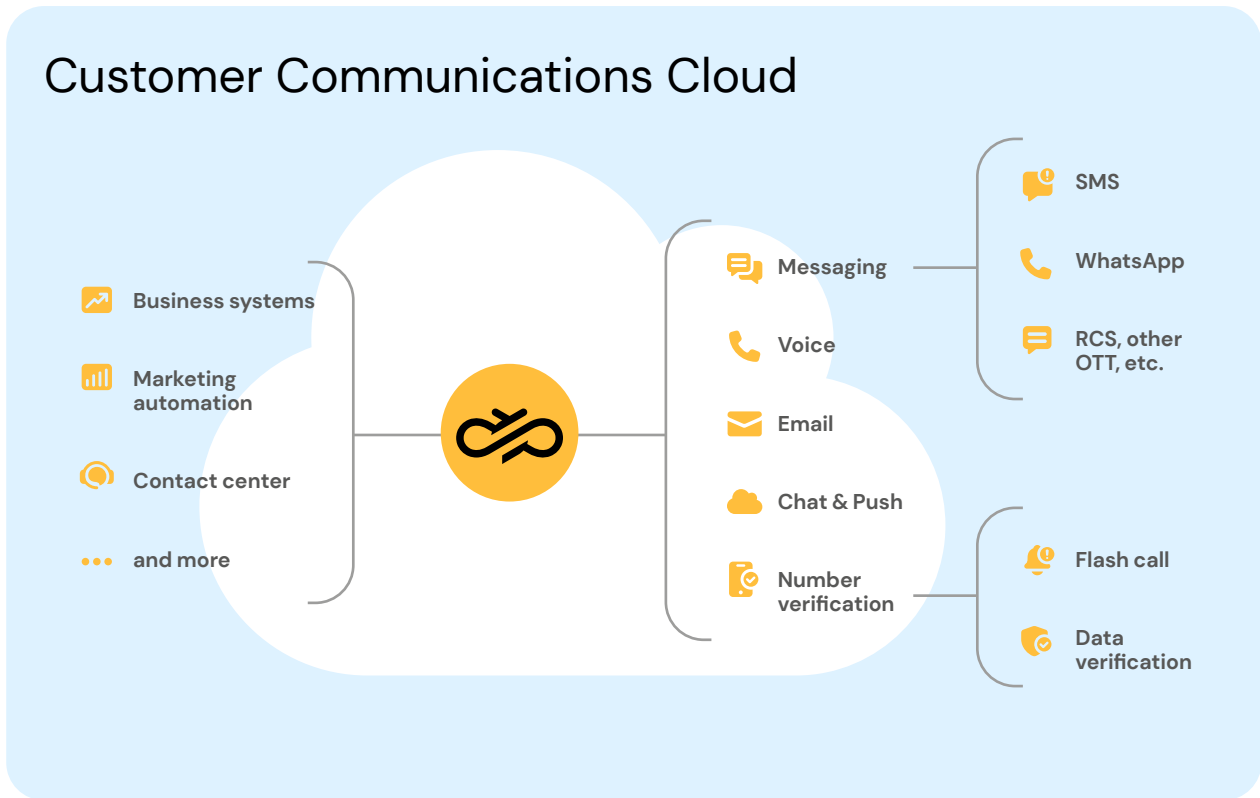 Customer Communications Cloud
Business systems
Marketing
automation
Contact center
and more
Messaging
Voice
Email
Chat & Push
Number
verification
SMS
WhatsApp
RCS, other
OTT, etc.
Flash call
Data
verification